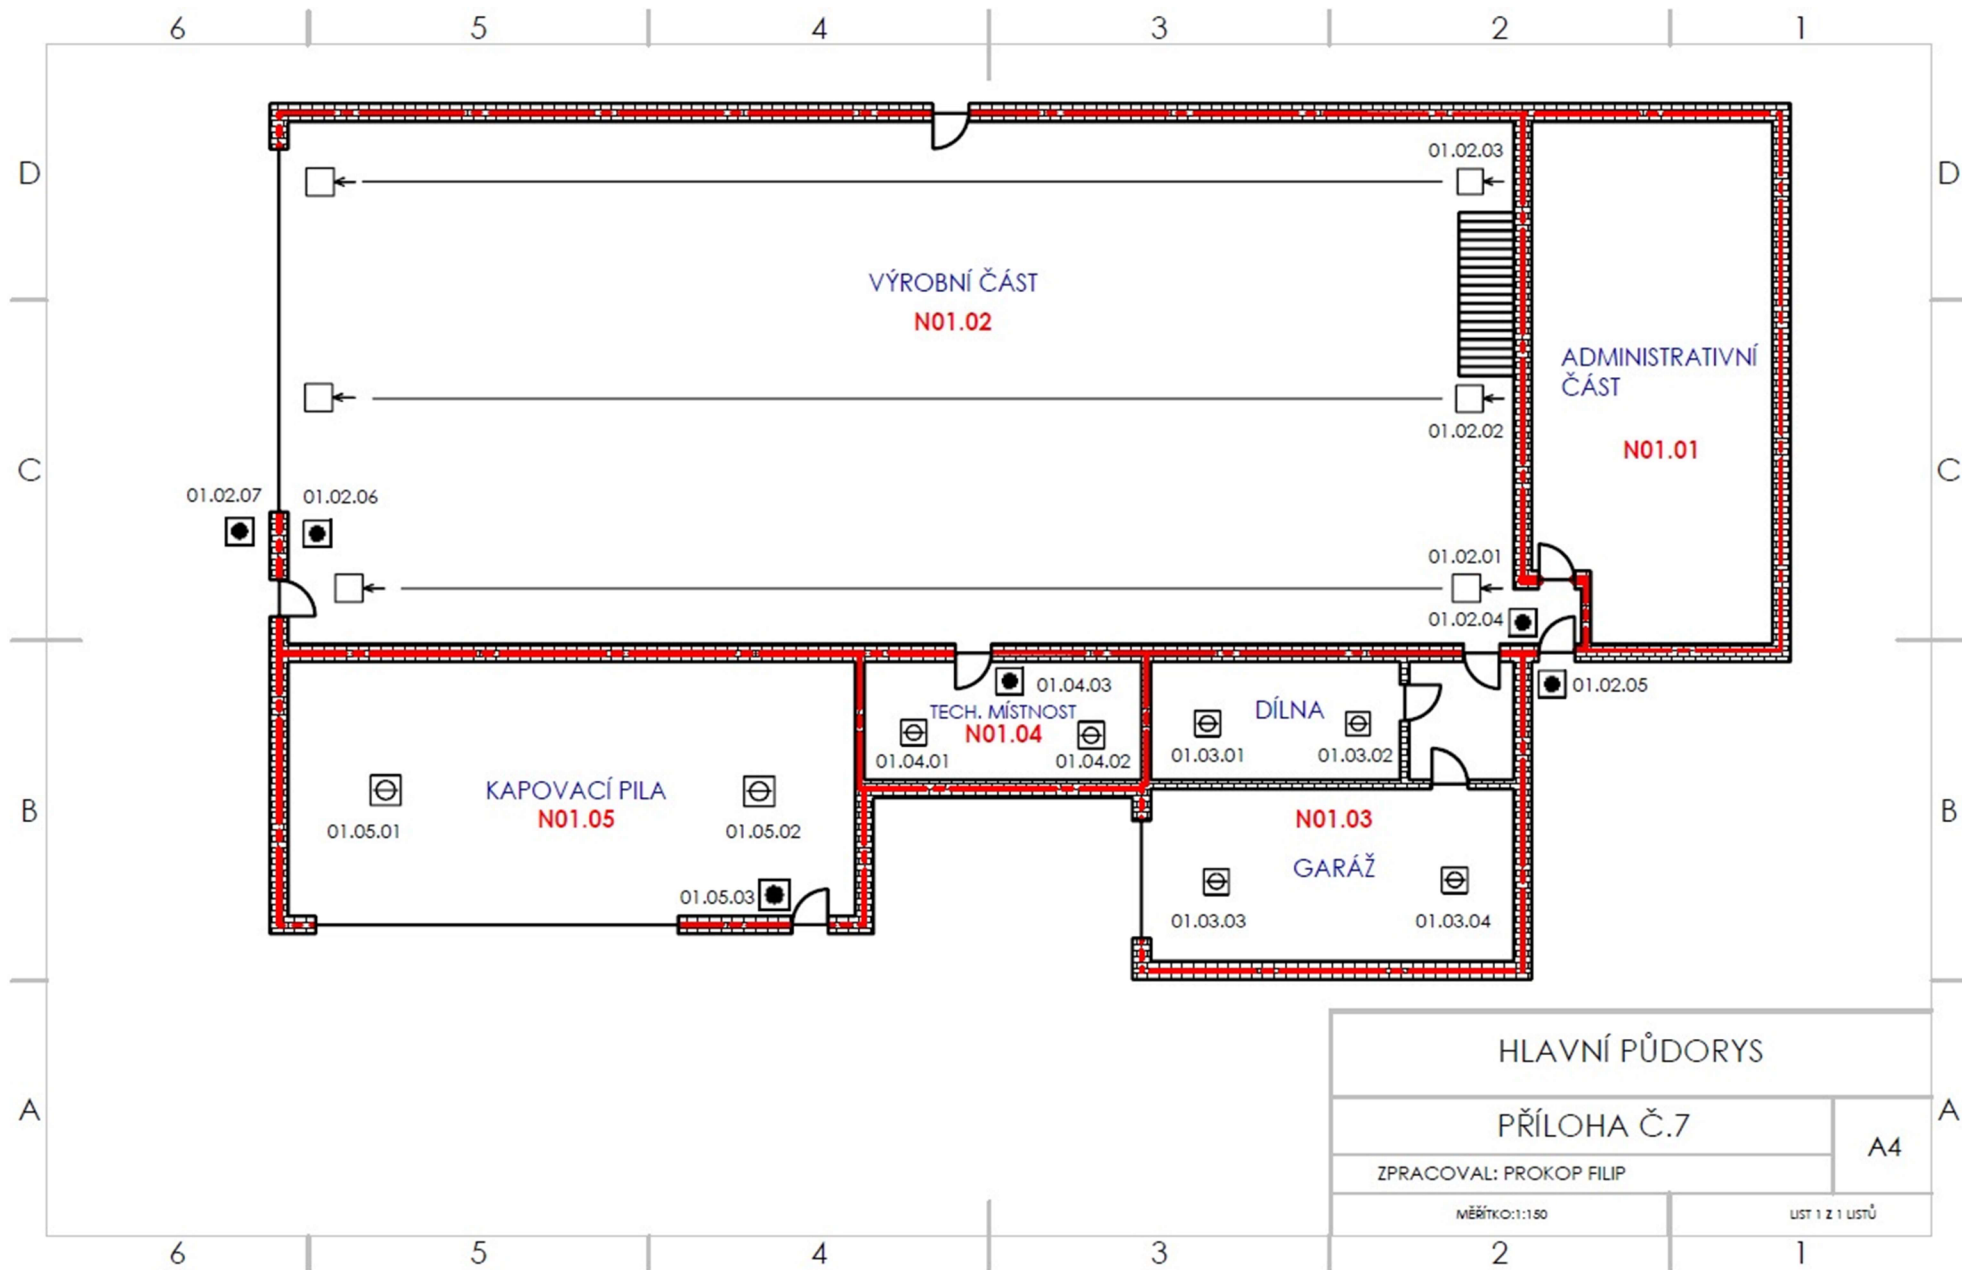 6 5 4 3 2 1
D D
01.02.03
VÝROBNÍ ČÁST
N01.02
ADMINISTRATIVNÍ
ČÁST
01.02.02
N01.01
C C
01.02.07 01.02.06
01.02.01
01.02.04
01.04.03
01.02.05
TECH. MÍSTNOST
DÍLNA
N01.04
01.04.01 01.04.02
01.03.01 01.03.02
KAPOVACÍ PILA
N01.05
N01.03
B B
01.05.01 01.05.02
GARÁŽ
01.05.03
01.03.03 01.03.04
HLAVNÍ PŮDORYS
A A
PŘÍLOHA Č.7
A4
ZPRACOVAL: PROKOP FILIP
MĚŘÍTKO:1:150
LIST 1 Z 1 LISTŮ
6 5 4 3 2 1